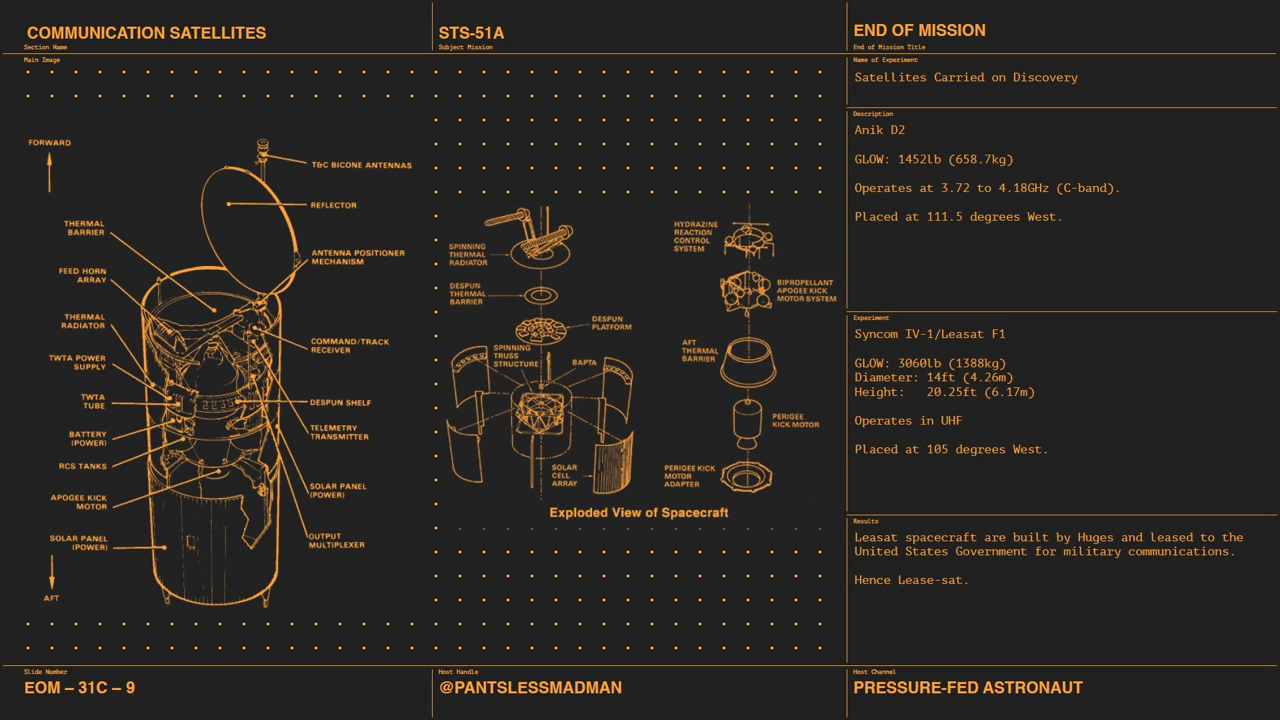 COMMUNICATION SATELLITES
Section Name
STS-51A
Subject Mission
END OF MISSION
End of Mission Title
Main Image
FORWARD
T&C BICONE ANTENNAS
REFLECTOR
THERMAL
BARRIER
ANTENNA POSITIONER
MECHANISM
FEED HORN
ARRAY
THERMAL
RADIATOR
COMMAND/TRACK
RECEIVER
TWTA POWER
SUPPLY
TWTA
TUBE
DESPUN SHELF
BATTERY
(POWER)
TELEMETRY
TRANSMITTER
RCS TANKS
APOGEE KICK
MOTOR
SOLAR PANEL
(POWER)
SOLAR PANEL
(POWER)
OUTPUT
MULTIPLEXER
AFT
SPINNING
THERMAL
RADIATOR
DESPUN
THERMAL
BARRIER
DESPUN
PLATFORM
SPINNING
TRUSS
STRUCTURE
BAPTA
SOLAR
CELL
ARRAY
HYDRAZINE
REACTION
CONTROL
SYSTEM
BIPROPELLANT
APOGEE KICK
MOTOR SYSTEM
AFT
THERMAL
BARRIER
PERIGEE
KICK MOTOR
PERIGEE KICK
MOTOR
ADAPTER
Exploded View of Spacecraft
Name of Experiment
Satellites Carried on Discovery
Description
Anik D2
GLOW: 1452lb (658.7kg)
Operates at 3.72 to 4.18GHz (C-band).
Placed at 111.5 degrees West.
Experiment
Syncom IV-1/Leasat F1
GLOW: 3060lb (1388kg)
Diameter: 14ft (4.26m)
Height: 20.25ft (6.17m)
Operates in UHF
Placed at 105 degrees West.
Results
Leasat spacecraft are built by Huges and leased to the
United States Government for military communications.
Hence Lease-sat.
Slide Number
EOM – 31C – 9
Host Handle
@PANTSLESSMADMAN
Host Channel
PRESSURE-FED ASTRONAUT